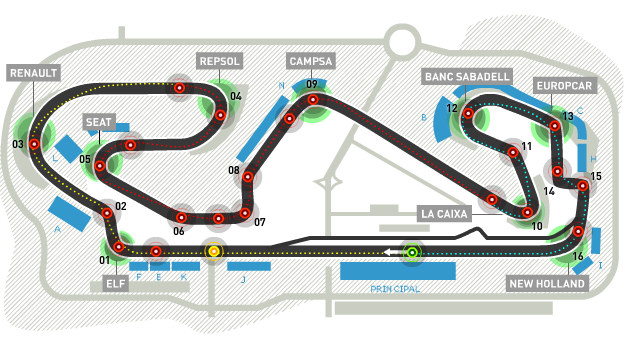 REPSOL
CAMPSA
RENAULT
BANC SABADELL
EUROPCAR
N
09
04
12
13
C
SEAT
B
03
L
05
11
H
08
14
15
02
A
06
07
LA CAIXA
10
01
16
I
ELF
F
E
K
J
PRINCIPAL
NEW HOLLAND